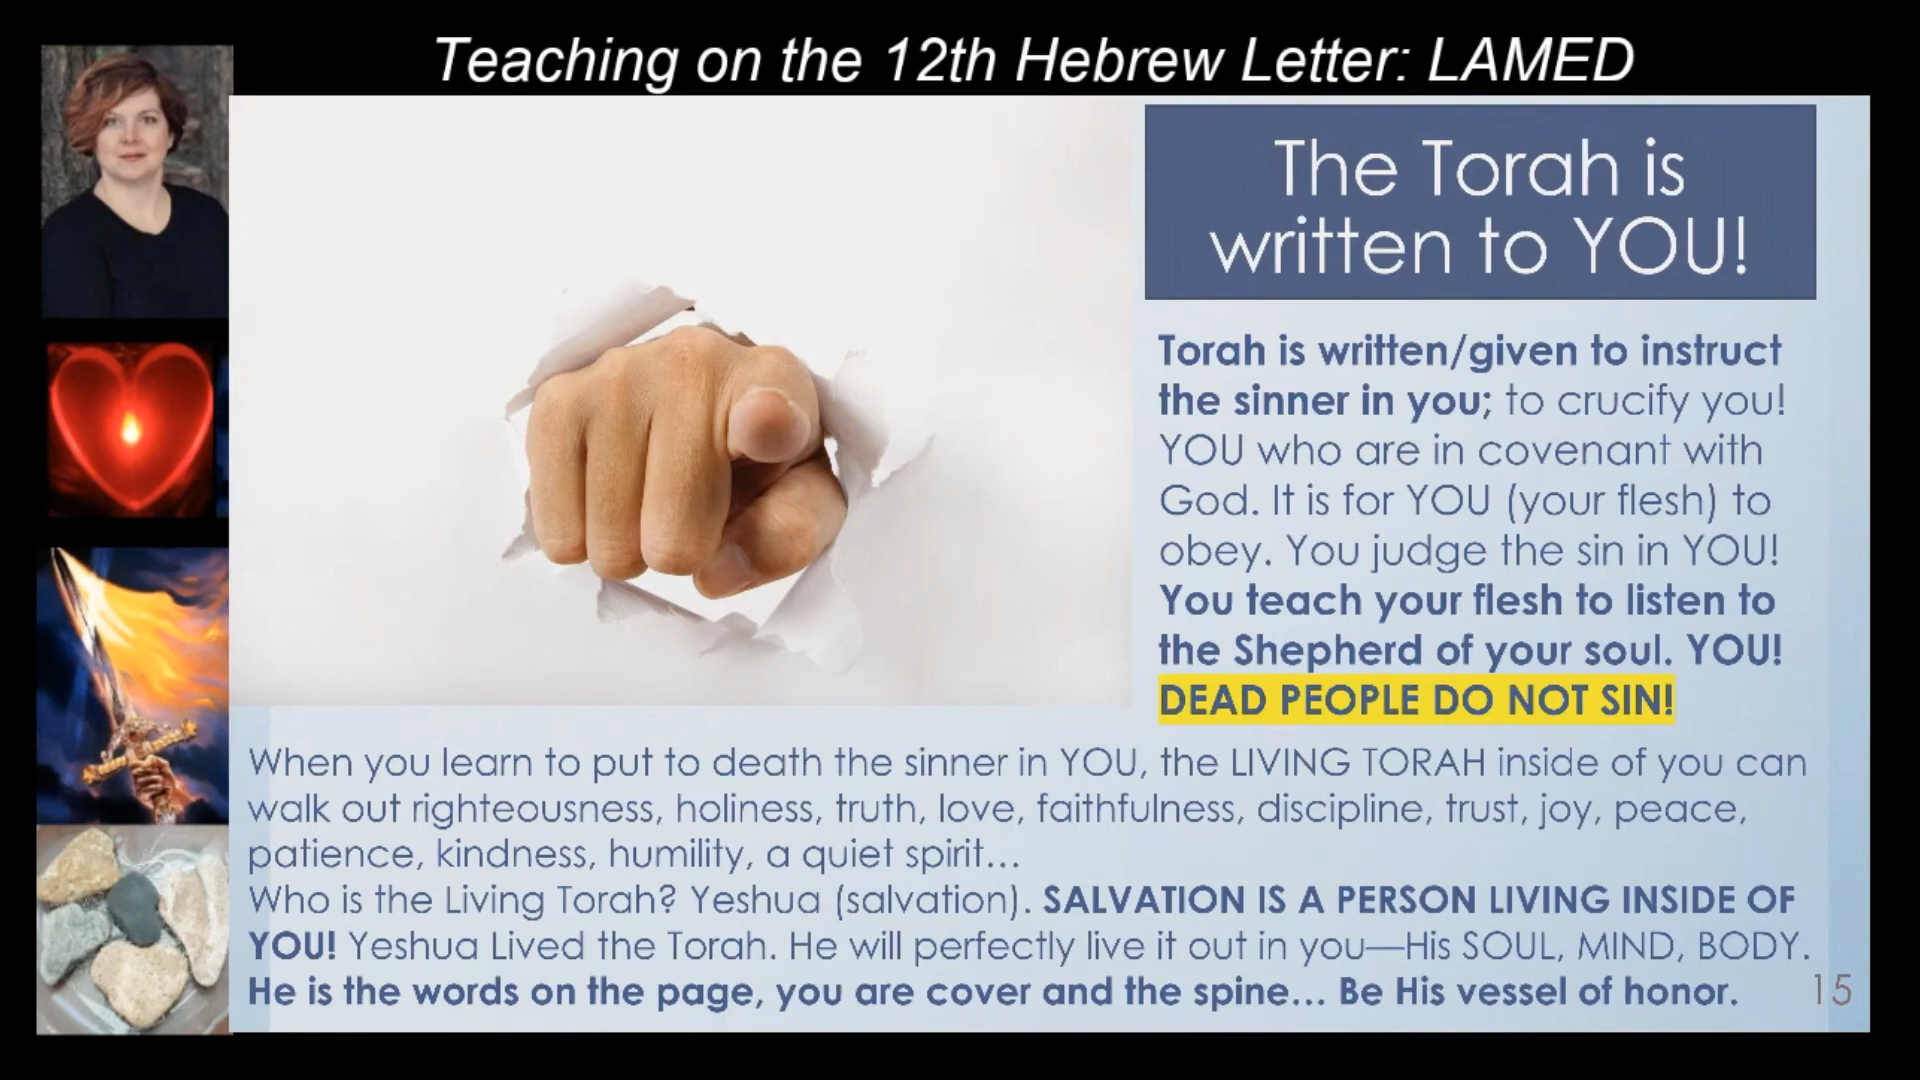 Teaching on the 12th Hebrew Letter: LAMED
The Torah is
written to YOU!
Torah is written/given to instruct
the sinner in you; to crucify you!
YOU who are in covenant with
God. It is for YOU (your flesh) to
obey. You judge the sin in YOU!
You teach your flesh to listen to
the Shepherd of your soul. YOU!
DEAD PEOPLE DO NOT SIN!
When you learn to put to death the sinner in YOU, the LIVING TORAH inside of you can
walk out righteousness, holiness, truth, love, faithfulness, discipline, trust, joy, peace,
patience, kindness, humility, a quiet spirit...
Who is the Living Torah? Yeshua (salvation). SALVATION IS A PERSON LIVING INSIDE OF
YOU! Yeshua Lived the Torah. He will perfectly live it out in you—His SOUL, MIND, BODY.
He is the words on the page, you are cover and the spine... Be His vessel of honor.
15